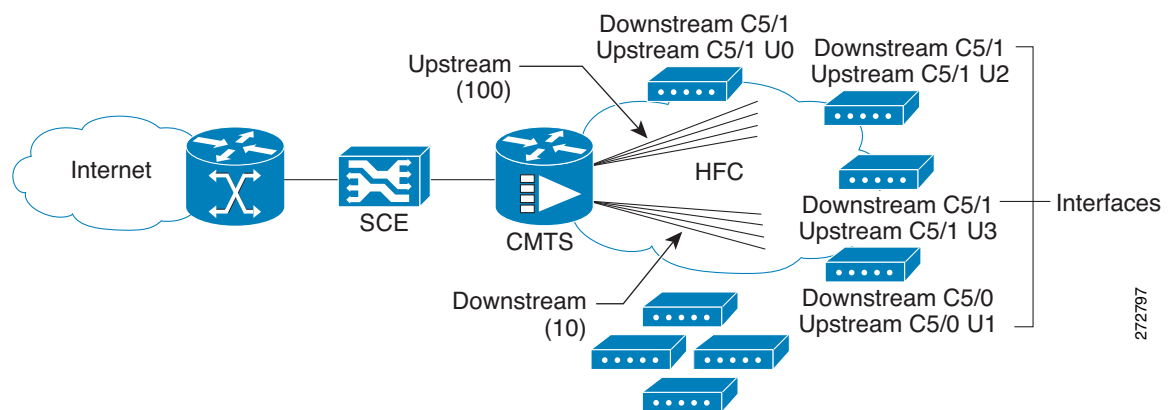 Downstream C5/1
Upstream C5/1 U0
Downstream C5/1
Upstream C5/1 U2
Upstream
(100)
Internet
HFC
SCE
CMTS
Downstream C5/1
Upstream C5/1 U3
Interfaces
Downstream
(10)
Downstream C5/0
Upstream C5/0 U1
272797